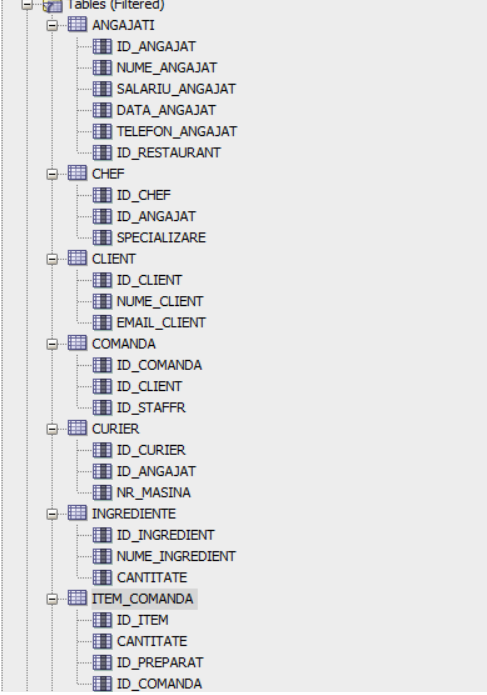 Tables (Filtered)
ANGAJATI
ID_ANGAJAT
NUME_ANGAJAT
SALARIU_ANGAJAT
DATA_ANGAJAT
TELEFON_ANGAJAT
ID_RESTAURANT
CHEF
ID_CHEF
ID_ANGAJAT
SPECIALIZARE
CLIENT
ID_CLIENT
NUME_CLIENT
EMAIL_CLIENT
COMANDA
ID_COMANDA
ID_CLIENT
ID_STAFFR
CURIER
ID_CURIER
ID_ANGAJAT
NR_MASINA
INGREDIENTE
ID_INGREDIENT
NUME_INGREDIENT
CANTITATE
ITEM_COMANDA
ID_ITEM
CANTITATE
ID_PREPARAT
ID_COMANDA